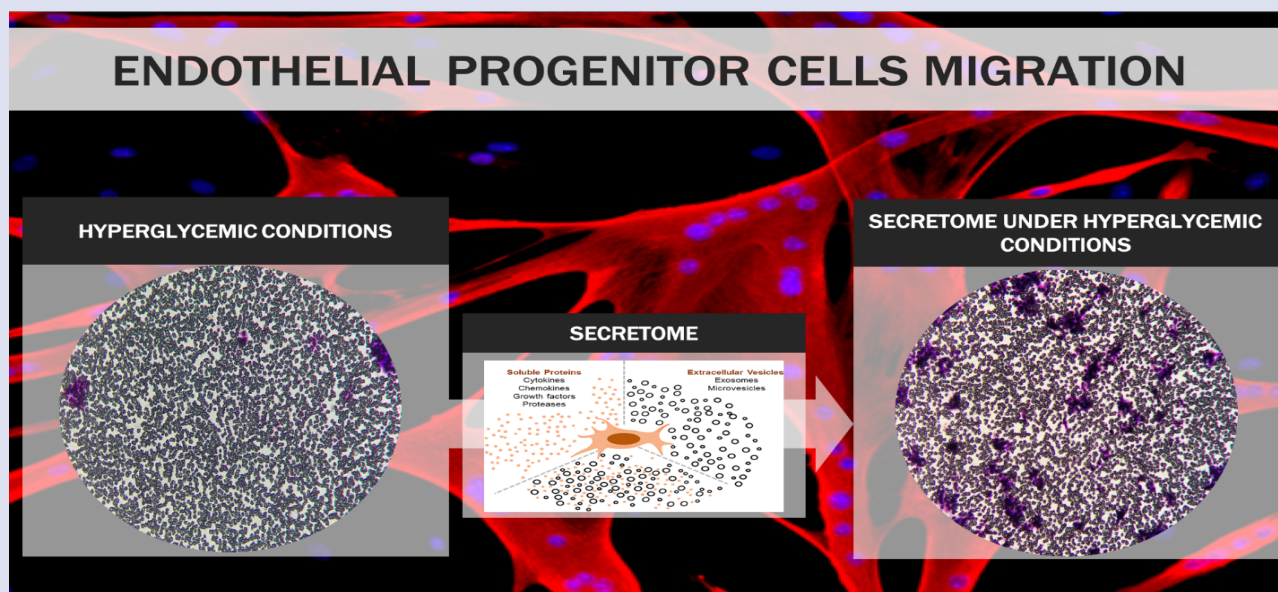 ENDOTHELIAL PROGENITOR CELLS MIGRATION
HYPERGLYCEMIC CONDITIONS
SECRETOME
Soluble Proteins
Cytokines
Chemokines
Growth factors
Proteases
Extracellular Vesicles
Exosomes
Microvesicles
SECRETOME UNDER HYPERGLYCEMIC
CONDITIONS